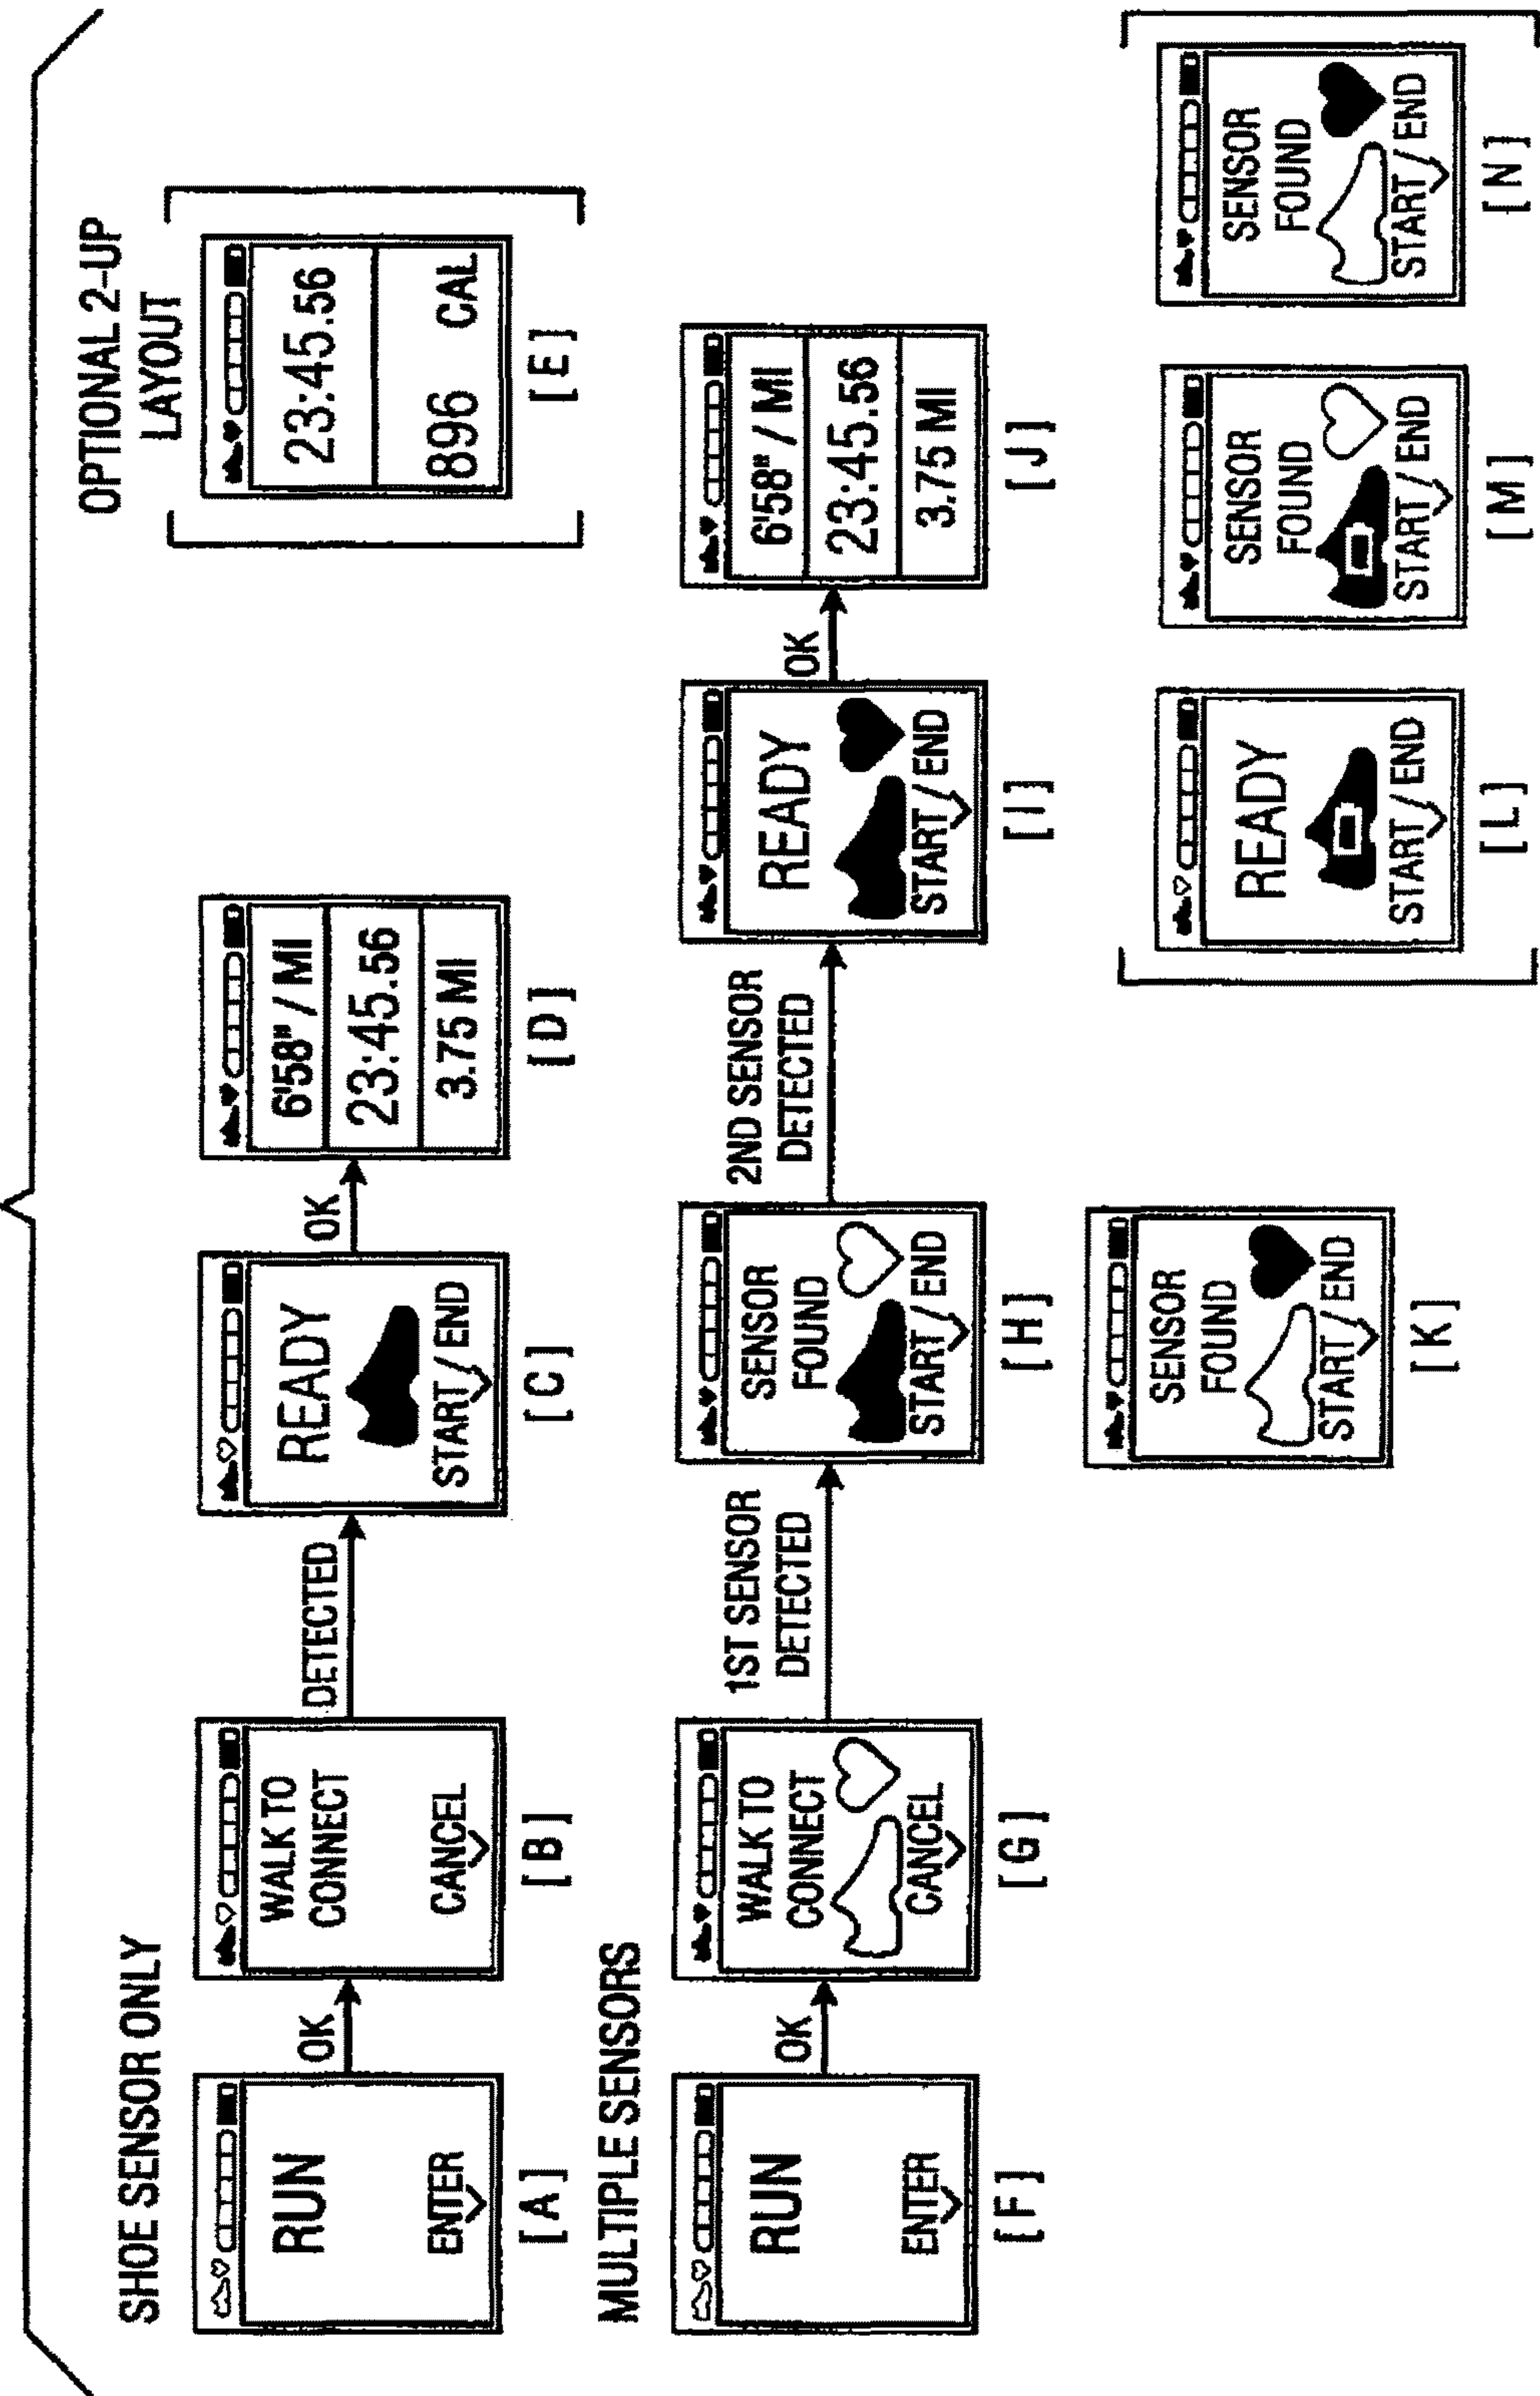 SHOE SENSOR ONLY
RUN
ENTER
[A]
OK
WALK TO
CONNECT
CANCEL
[B]
DETECTED
READY
START / END
[C]
OK
6'58" / MI
23:45.56
3.75 MI
[D]
OPTIONAL 2-UP
LAYOUT
23:45.56
896 CAL
[E]
MULTIPLE SENSORS
RUN
ENTER
[F]
OK
WALK TO
CONNECT
CANCEL
[G]
1ST SENSOR
DETECTED
SENSOR
FOUND
START / END
[H]
2ND SENSOR
DETECTED
READY
START / END
[I]
OK
6'58" / MI
23:45.56
3.75 MI
[J]
SENSOR
FOUND
START / END
[K]
READY
START / END
[L]
SENSOR
FOUND
START / END
[M]
SENSOR
FOUND
START / END
[N]